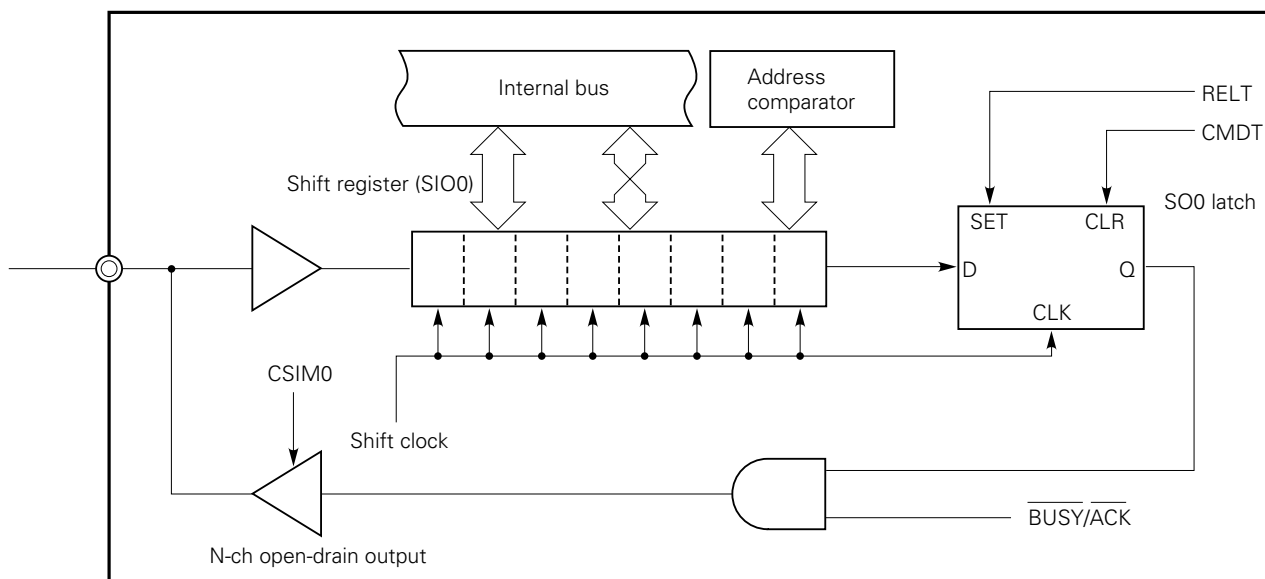 Internal bus
Address
comparator
RELT
CMDT
Shift register (SIO0)
SO0 latch
SET
CLR
D
Q
CLK
CSIM0
Shift clock
BUSY/ACK
N-ch open-drain output